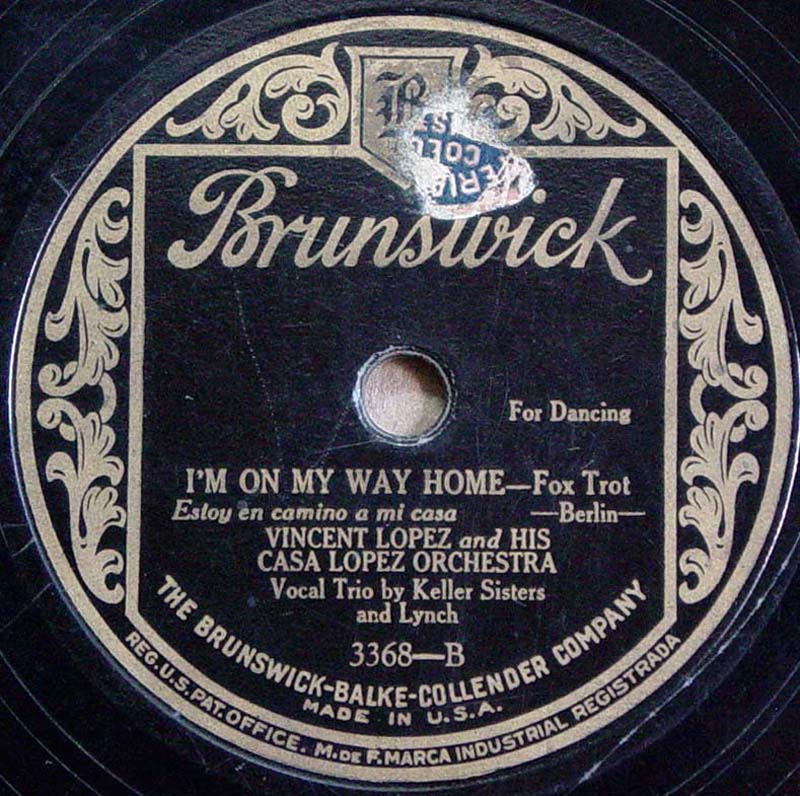 B
Brunswick
For Dancing
I'M ON MY WAY HOME—Fox Trot
Estoy en camino a mi casa —Berlin—
VINCENT LOPEZ and HIS
CASA LOPEZ ORCHESTRA
Vocal Trio by Keller Sisters
and Lynch
3368—B
THE BRUNSWICK-BALKE-COLLENDER COMPANY
MADE IN U.S.A.
REG. U.S. PAT. OFFICE. M. DE F. MARCA INDUSTRIAL REGISTRADA